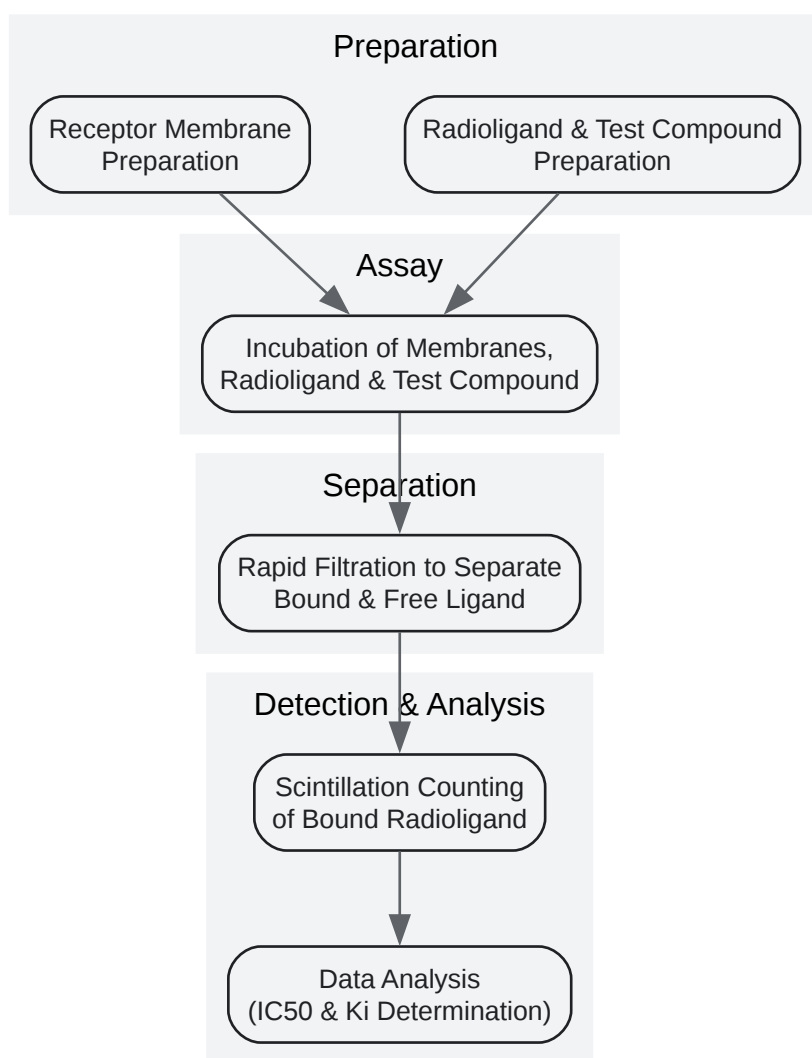 Preparation
Receptor Membrane
Preparation
Radioligand & Test Compound
Preparation
Assay
Incubation of Membranes,
Radioligand & Test Compound
Separation
Rapid Filtration to Separate
Bound & Free Ligand
Detection & Analysis
Scintillation Counting
of Bound Radioligand
Data Analysis
(IC50 & Ki Determination)